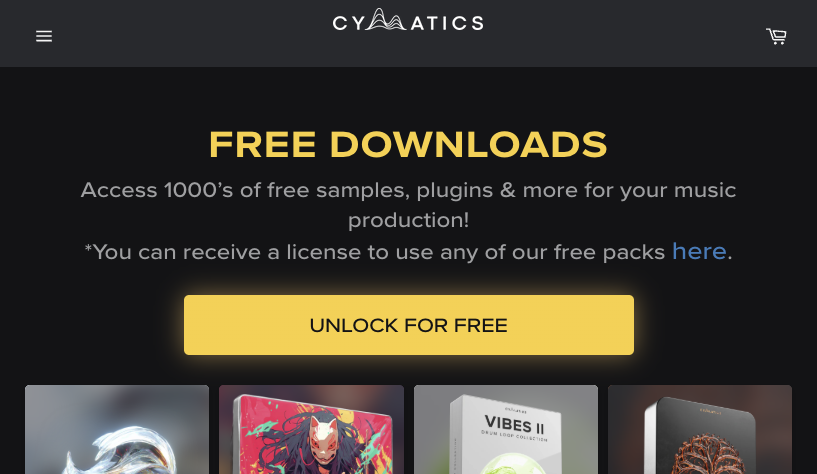 CYMATICS
FREE DOWNLOADS
Access 1000's of free samples, plugins & more for your music
production!
*You can receive a license to use any of our free packs here.
UNLOCK FOR FREE
VIBES II
DRUM LOOP COLLECTION